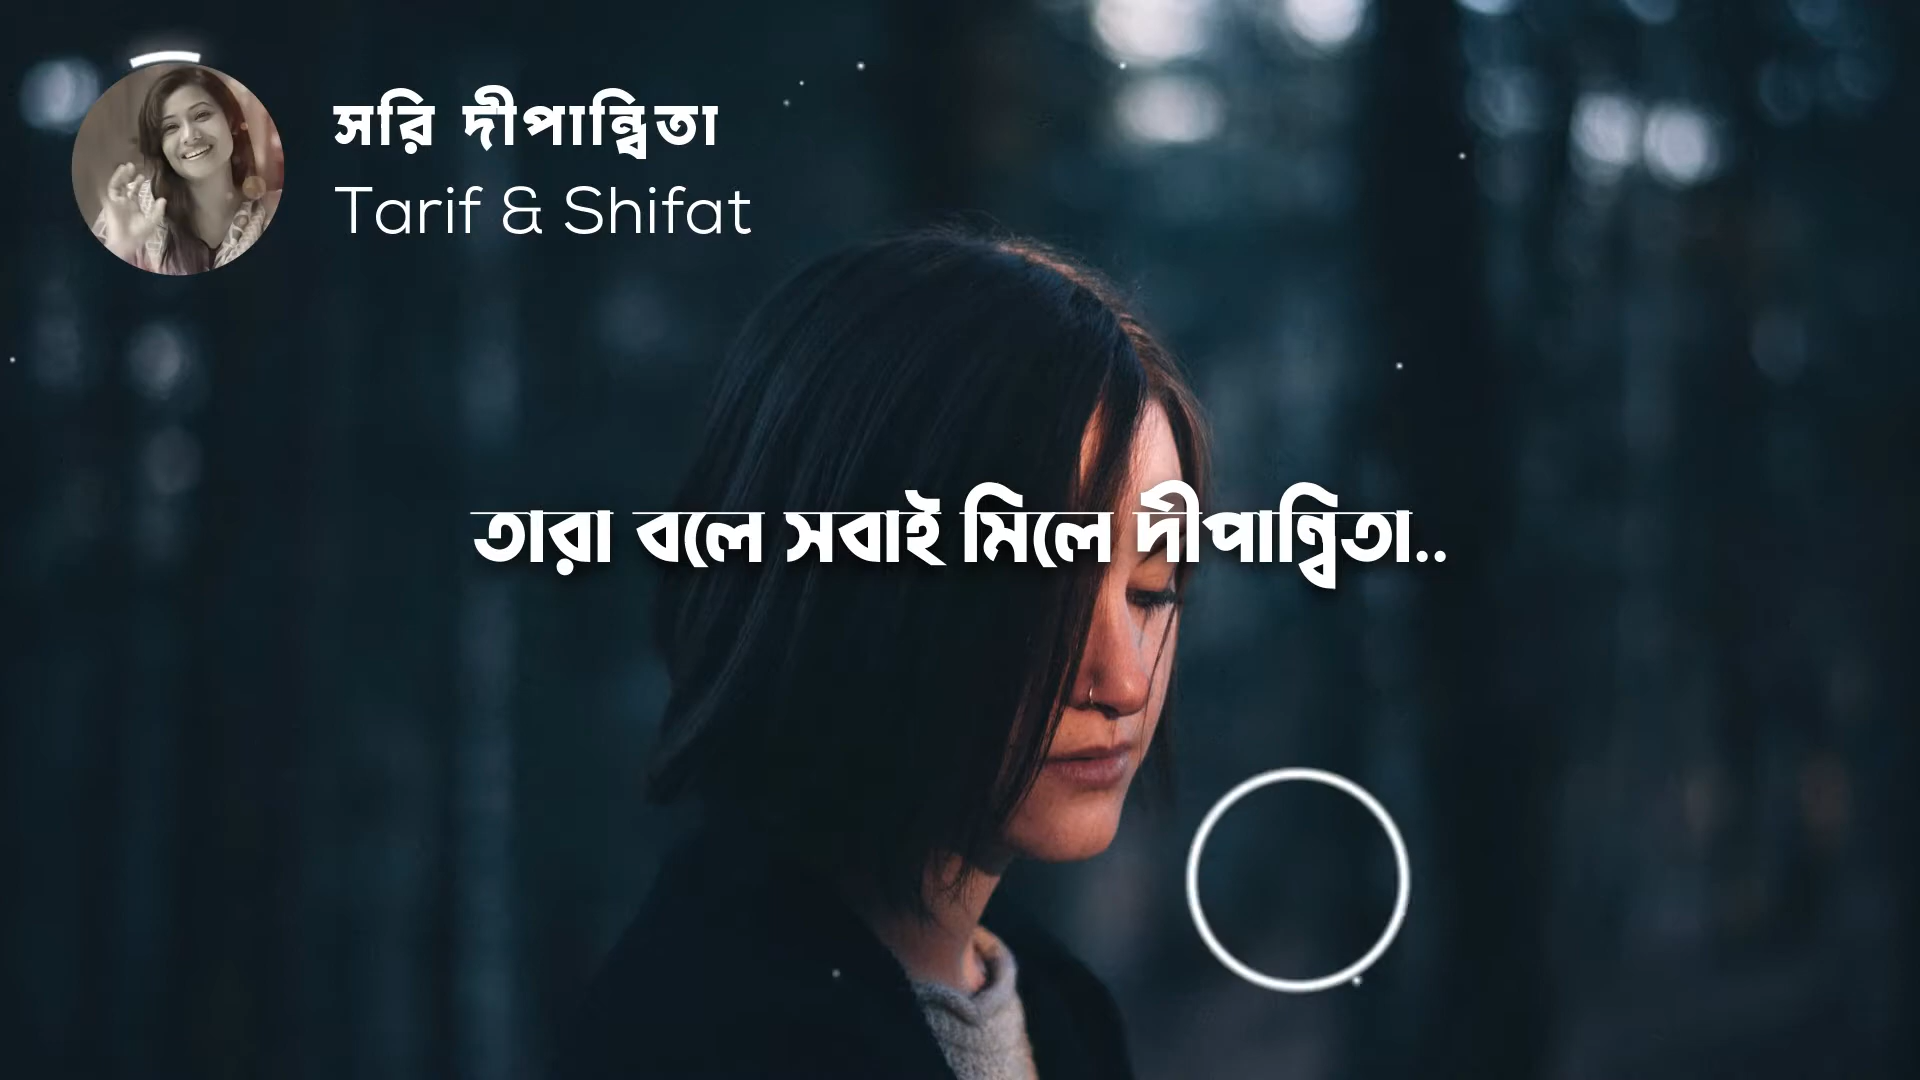 সরি দীপান্বিতা
Tarif & Shifat
তারা বলে সবাই মিলে দীপান্বিতা..